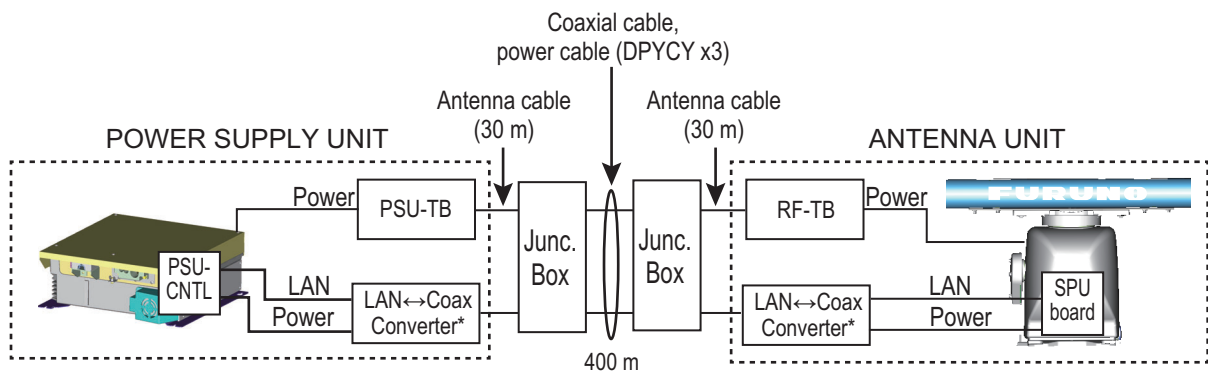 Coaxial cable,
power cable (DPYCY x3)
Antenna cable
(30 m)
Antenna cable
(30 m)
POWER SUPPLY UNIT
ANTENNA UNIT
Power
PSU-TB
Junc.
Box
Junc.
Box
RF-TB
Power
FURUNO
PSU-
CNTL
LAN
Power
LAN↔Coax
Converter*
LAN↔Coax
Converter*
LAN
Power
SPU
board
400 m